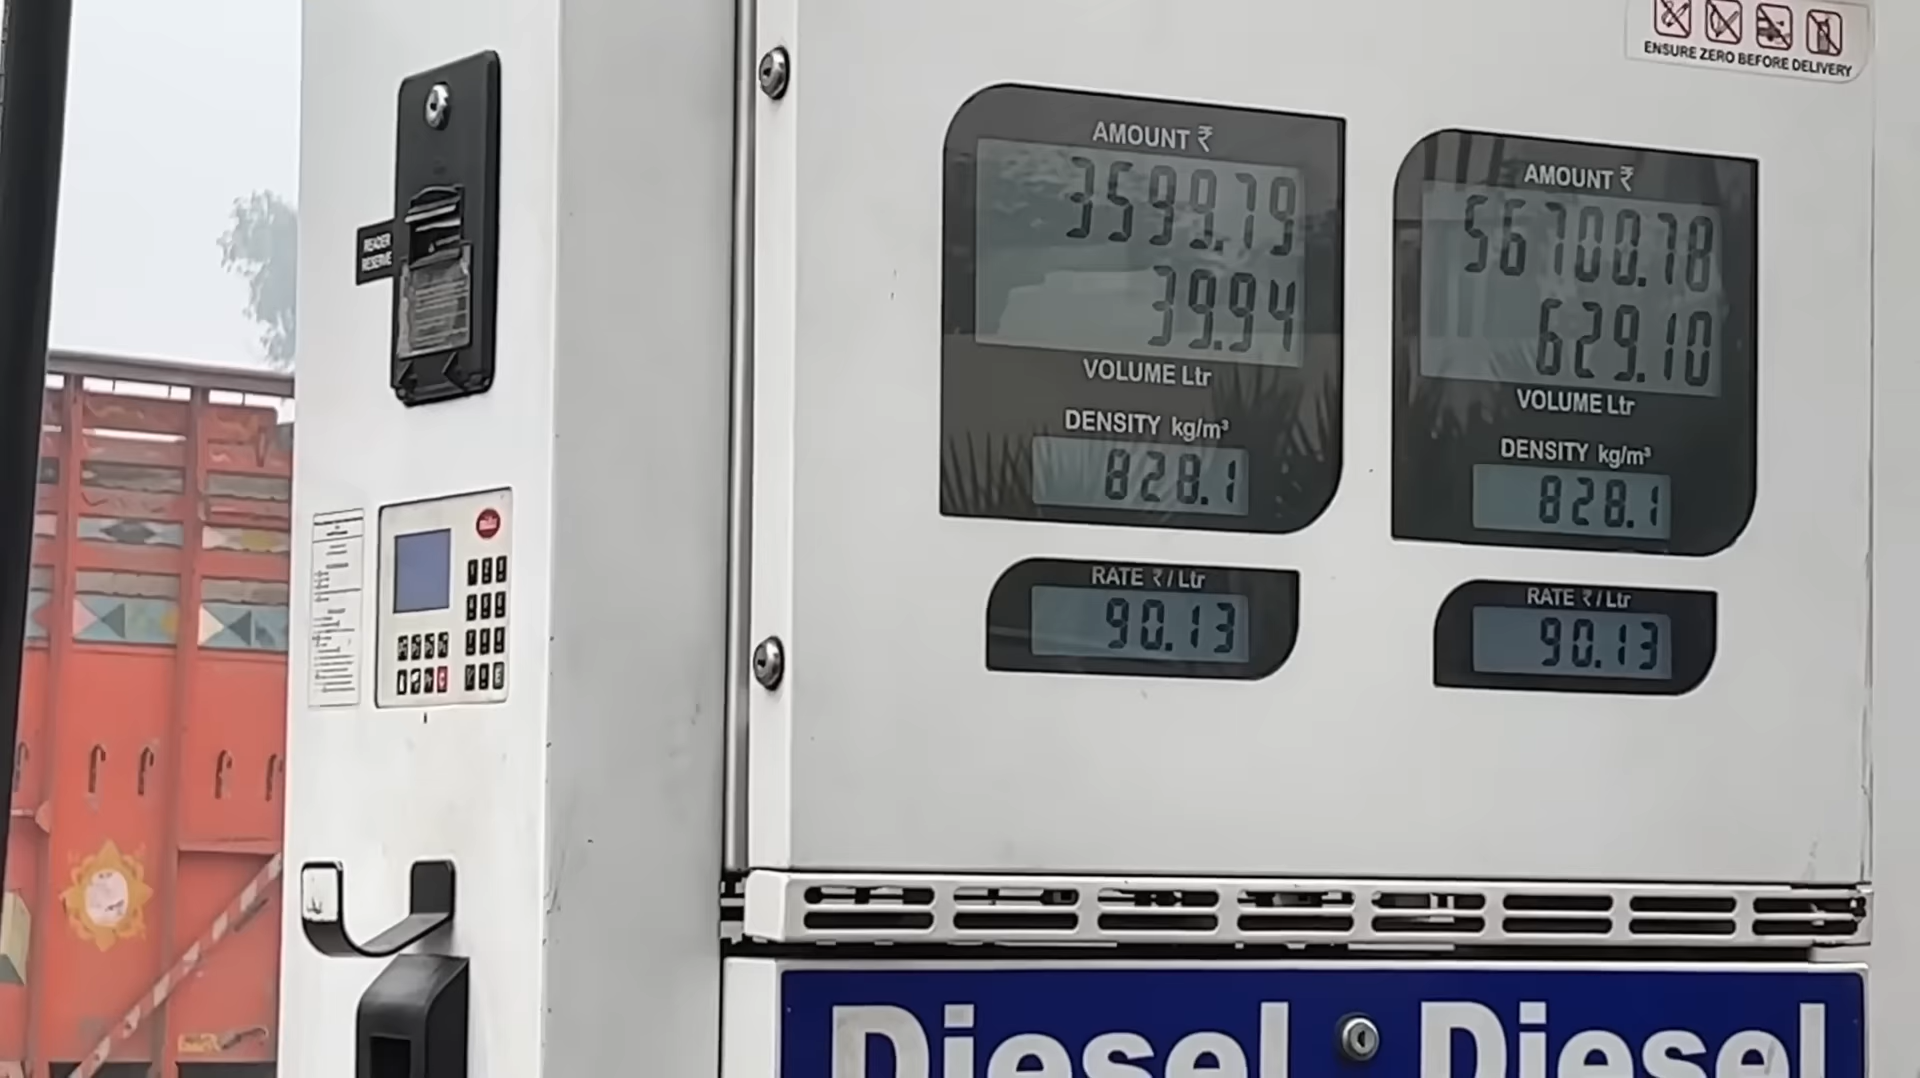 ENSURE ZERO BEFORE DELIVERY
READER
RESERVE
AMOUNT ₹
3599.79
39.94
VOLUME Ltr
DENSITY kg/m³
828.1
RATE ₹/Ltr
90.13
AMOUNT ₹
56700.78
629.10
VOLUME Ltr
DENSITY kg/m³
828.1
RATE ₹/Ltr
90.13
Diesel
Diesel